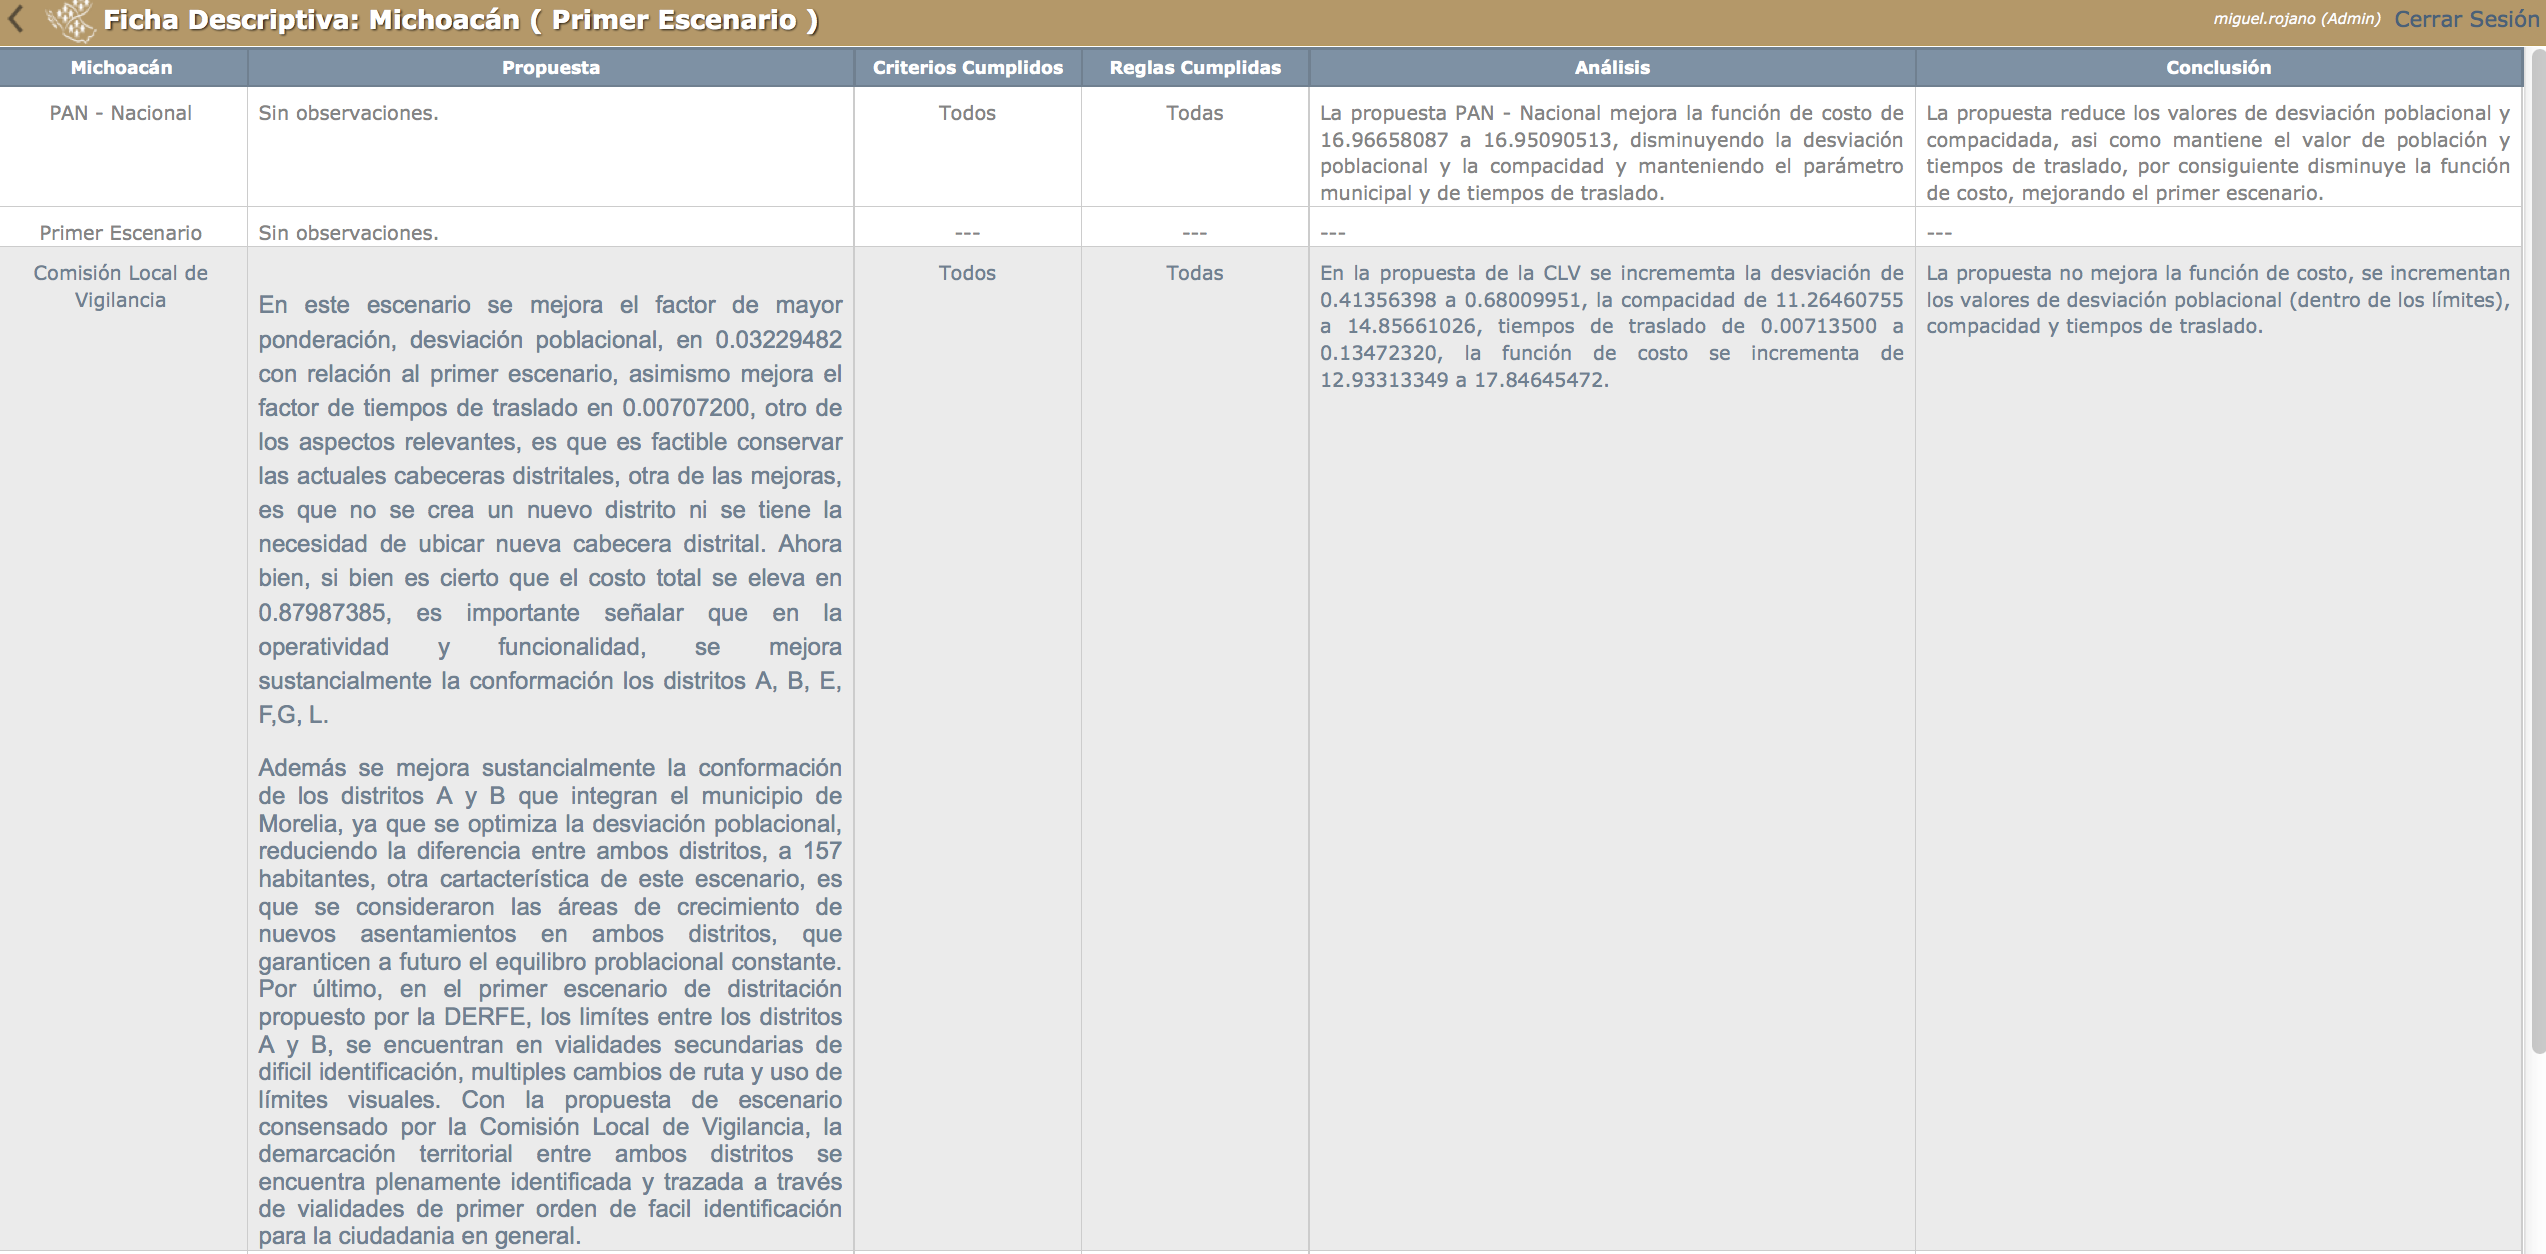 Ficha Descriptiva: Michoacán ( Primer Escenario )
miguel.rojano (Admin) Cerrar Sesión
Michoacán
Propuesta
Criterios Cumplidos
Reglas Cumplidas
Análisis
Conclusión
PAN - Nacional
Sin observaciones.
Todos
Todas
La propuesta PAN - Nacional mejora la función de costo de
16.96658087 a 16.95090513, disminuyendo la desviación
poblacional y la compacidad y manteniendo el parámetro
municipal y de tiempos de traslado.
La propuesta reduce los valores de desviación poblacional y
compacidada, asi como mantiene el valor de población y
tiempos de traslado, por consiguiente disminuye la función
de costo, mejorando el primer escenario.
Primer Escenario
Sin observaciones.
---
---
---
---
Comisión Local de
Vigilancia
En este escenario se mejora el factor de mayor
ponderación, desviación poblacional, en 0.03229482
con relación al primer escenario, asimismo mejora el
factor de tiempos de traslado en 0.00707200, otro de
los aspectos relevantes, es que es factible conservar
las actuales cabeceras distritales, otra de las mejoras,
es que no se crea un nuevo distrito ni se tiene la
necesidad de ubicar nueva cabecera distrital. Ahora
bien, si bien es cierto que el costo total se eleva en
0.87987385, es importante señalar que en la
operatividad y funcionalidad, se mejora
sustancialmente la conformación los distritos A, B, E,
F,G, L.
Además se mejora sustancialmente la conformación
de los distritos A y B que integran el municipio de
Morelia, ya que se optimiza la desviación poblacional,
reduciendo la diferencia entre ambos distritos, a 157
habitantes, otra cartacterística de este escenario, es
que se consideraron las áreas de crecimiento de
nuevos asentamientos en ambos distritos, que
garanticen a futuro el equilibro problacional constante.
Por último, en el primer escenario de distritación
propuesto por la DERFE, los limítes entre los distritos
A y B, se encuentran en vialidades secundarias de
dificil identificación, multiples cambios de ruta y uso de
límites visuales. Con la propuesta de escenario
consensado por la Comisión Local de Vigilancia, la
demarcación territorial entre ambos distritos se
encuentra plenamente identificada y trazada a través
de vialidades de primer orden de facil identificación
para la ciudadania en general.
Todos
Todas
En la propuesta de la CLV se incrememta la desviación de
0.41356398 a 0.68009951, la compacidad de 11.26460755
a 14.85661026, tiempos de traslado de 0.00713500 a
0.13472320, la función de costo se incrementa de
12.93313349 a 17.84645472.
La propuesta no mejora la función de costo, se incrementan
los valores de desviación poblacional (dentro de los límites),
compacidad y tiempos de traslado.